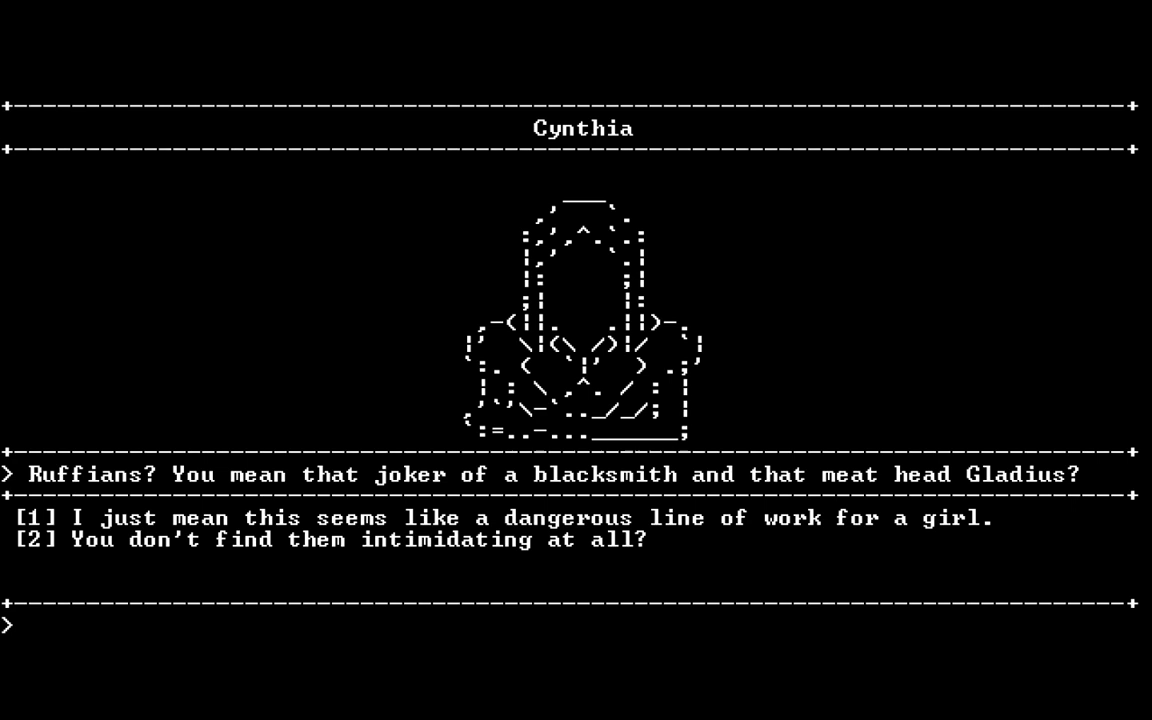 Cynthia
> Ruffians? You mean that joker of a blacksmith and that meat head Gladius?
[1] I just mean this seems like a dangerous line of work for a girl.
[2] You don't find them intimidating at all?
>